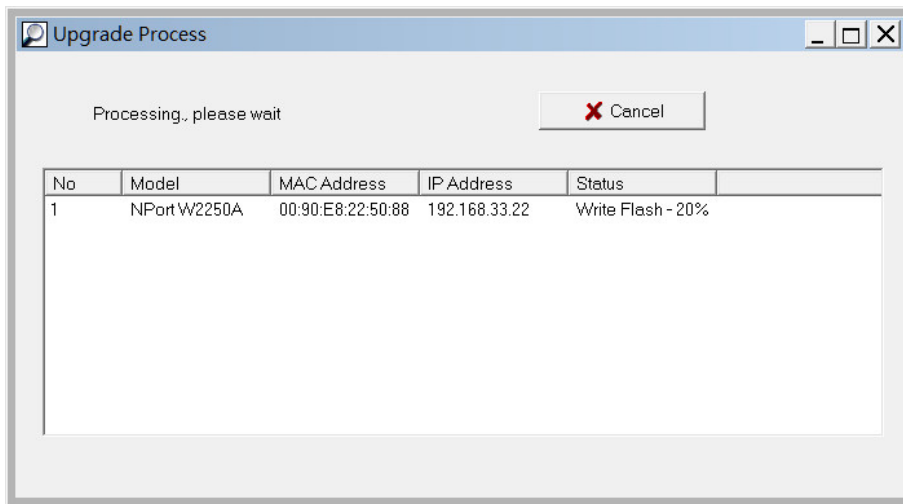 Upgrade Process
Processing., please wait
Cancel
No Model MAC Address IP Address Status
1 NPort W2250A 00:90:E8:22:50:88 192.168.33.22 Write Flash - 20%